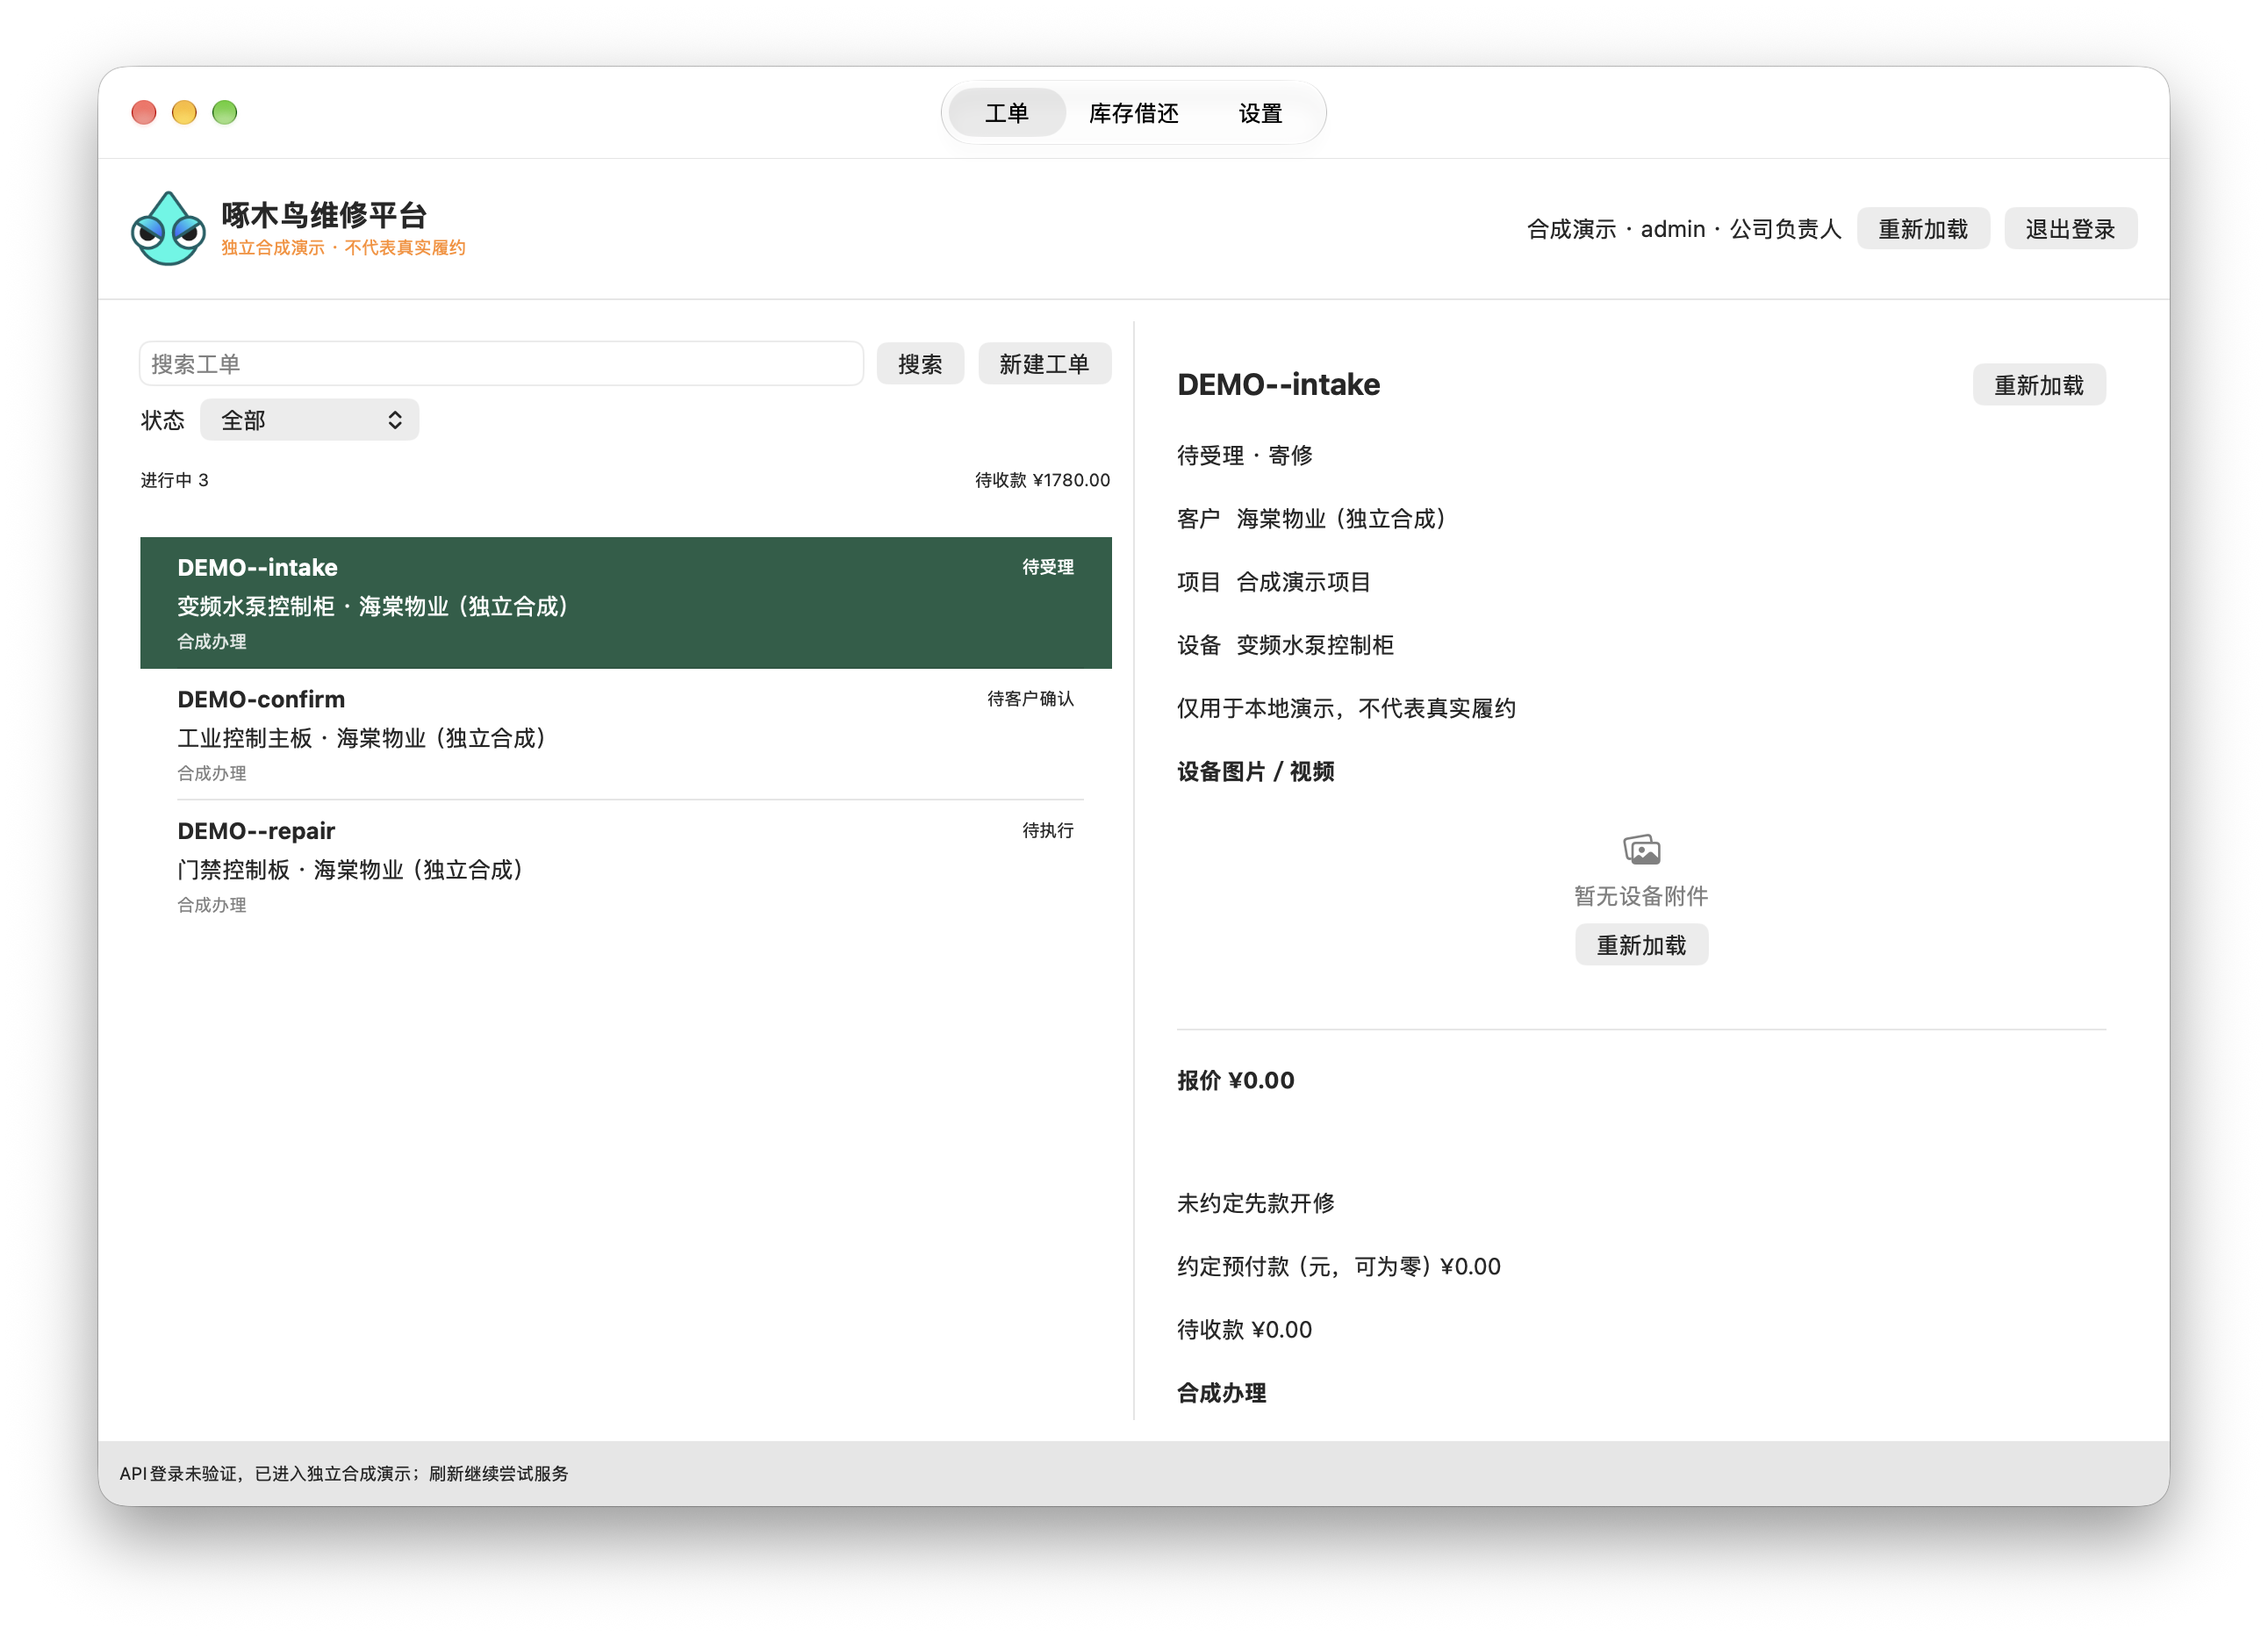 工单 库存借还 设置
啄木鸟维修平台
独立合成演示 · 不代表真实履约
合成演示 · admin · 公司负责人 重新加载 退出登录
搜索工单 搜索 新建工单
状态 全部
进行中 3 待收款 ¥1780.00
DEMO--intake 待受理
变频水泵控制柜 · 海棠物业（独立合成）
合成办理
DEMO-confirm 待客户确认
工业控制主板 · 海棠物业（独立合成）
合成办理
DEMO--repair 待执行
门禁控制板 · 海棠物业（独立合成）
合成办理
DEMO--intake 重新加载
待受理 · 寄修
客户 海棠物业（独立合成）
项目 合成演示项目
设备 变频水泵控制柜
仅用于本地演示，不代表真实履约
设备图片 / 视频
暂无设备附件
重新加载
报价 ¥0.00
未约定先款开修
约定预付款（元，可为零）¥0.00
待收款 ¥0.00
合成办理
API 登录未验证，已进入独立合成演示；刷新继续尝试服务